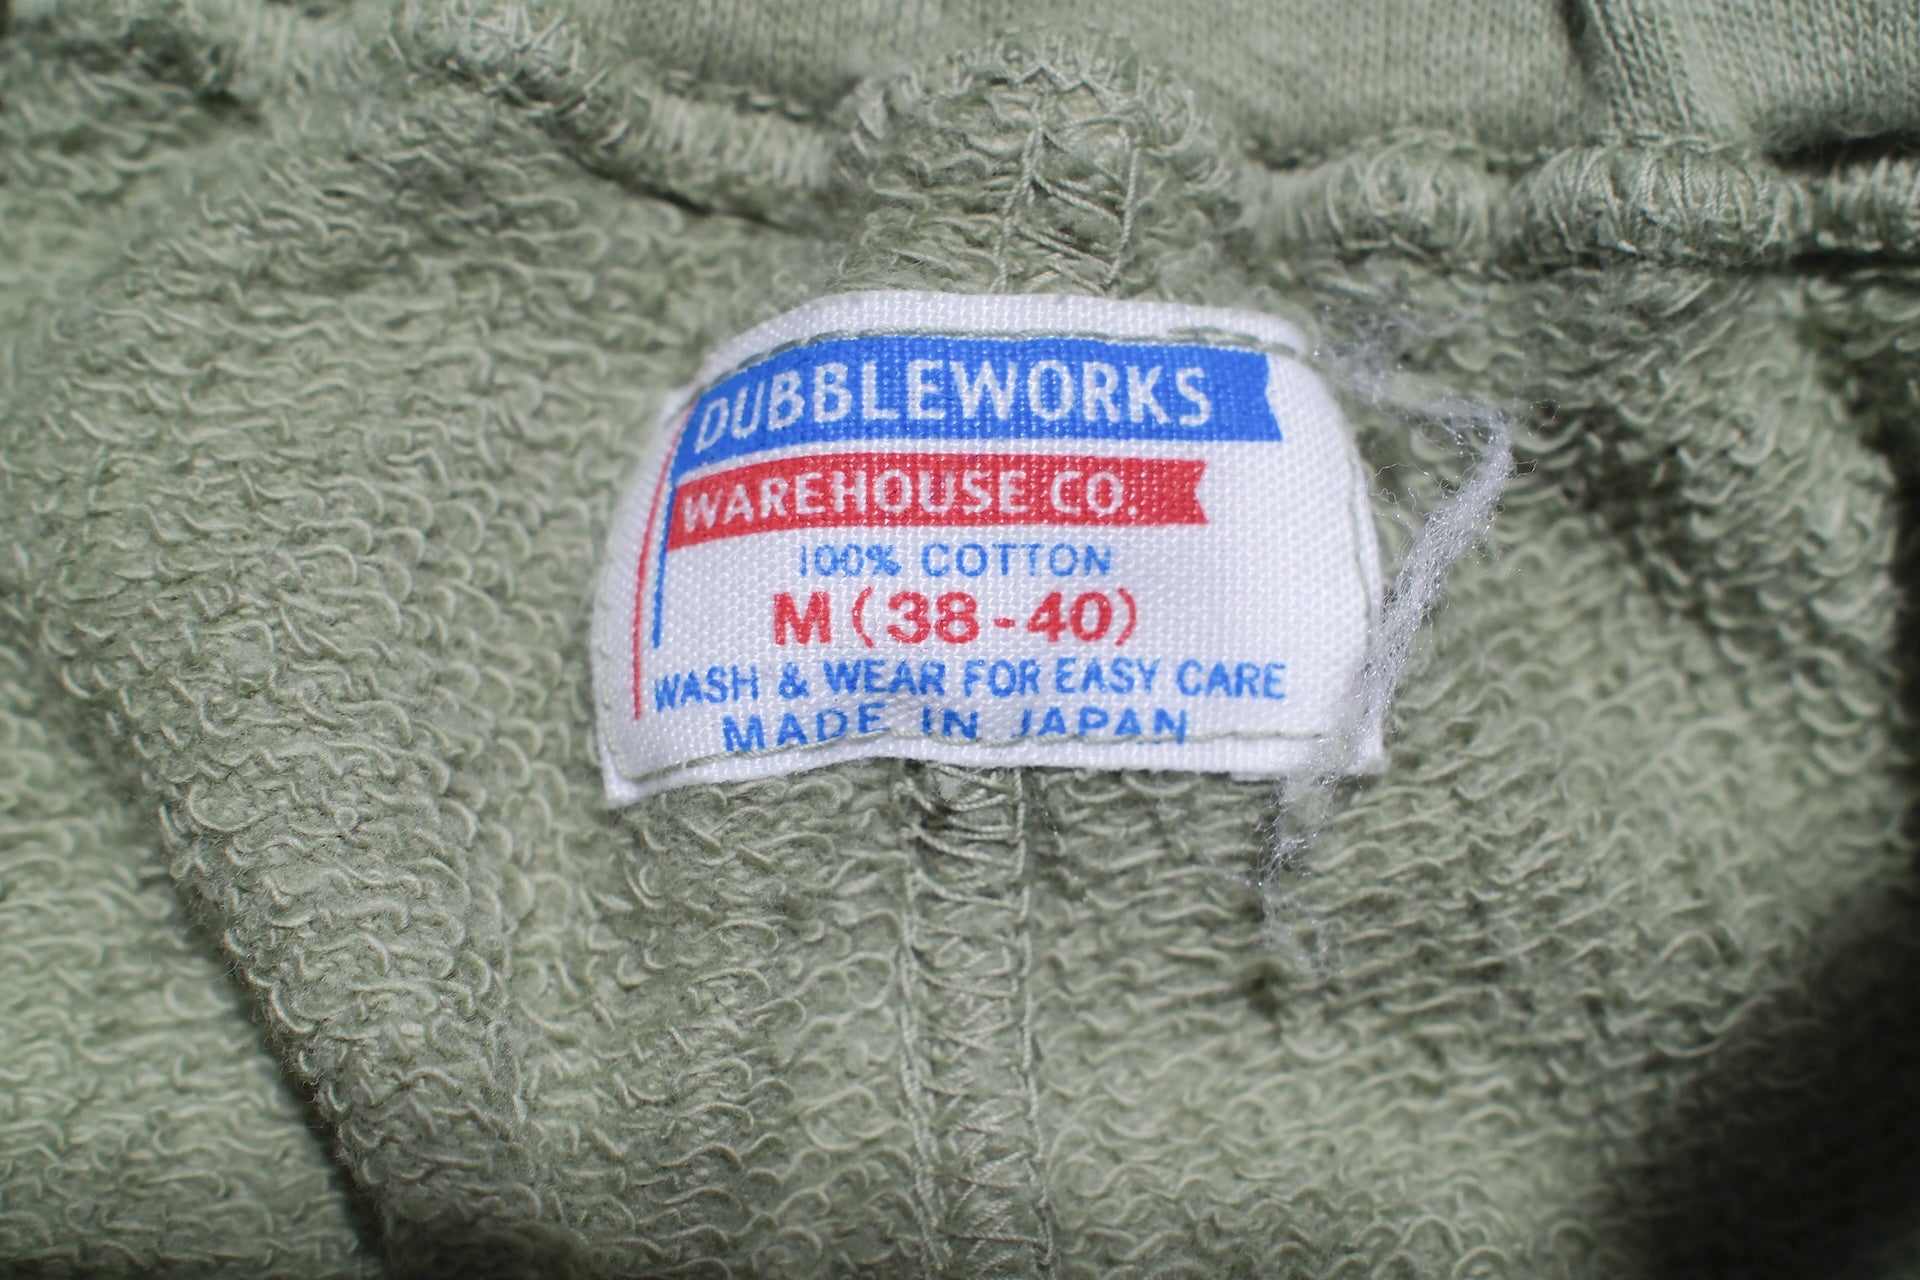 DUBBLEWORKS
WAREHOUSE CO.
100% COTTON
M (38-40)
WASH & WEAR FOR EASY CARE
MADE IN JAPAN